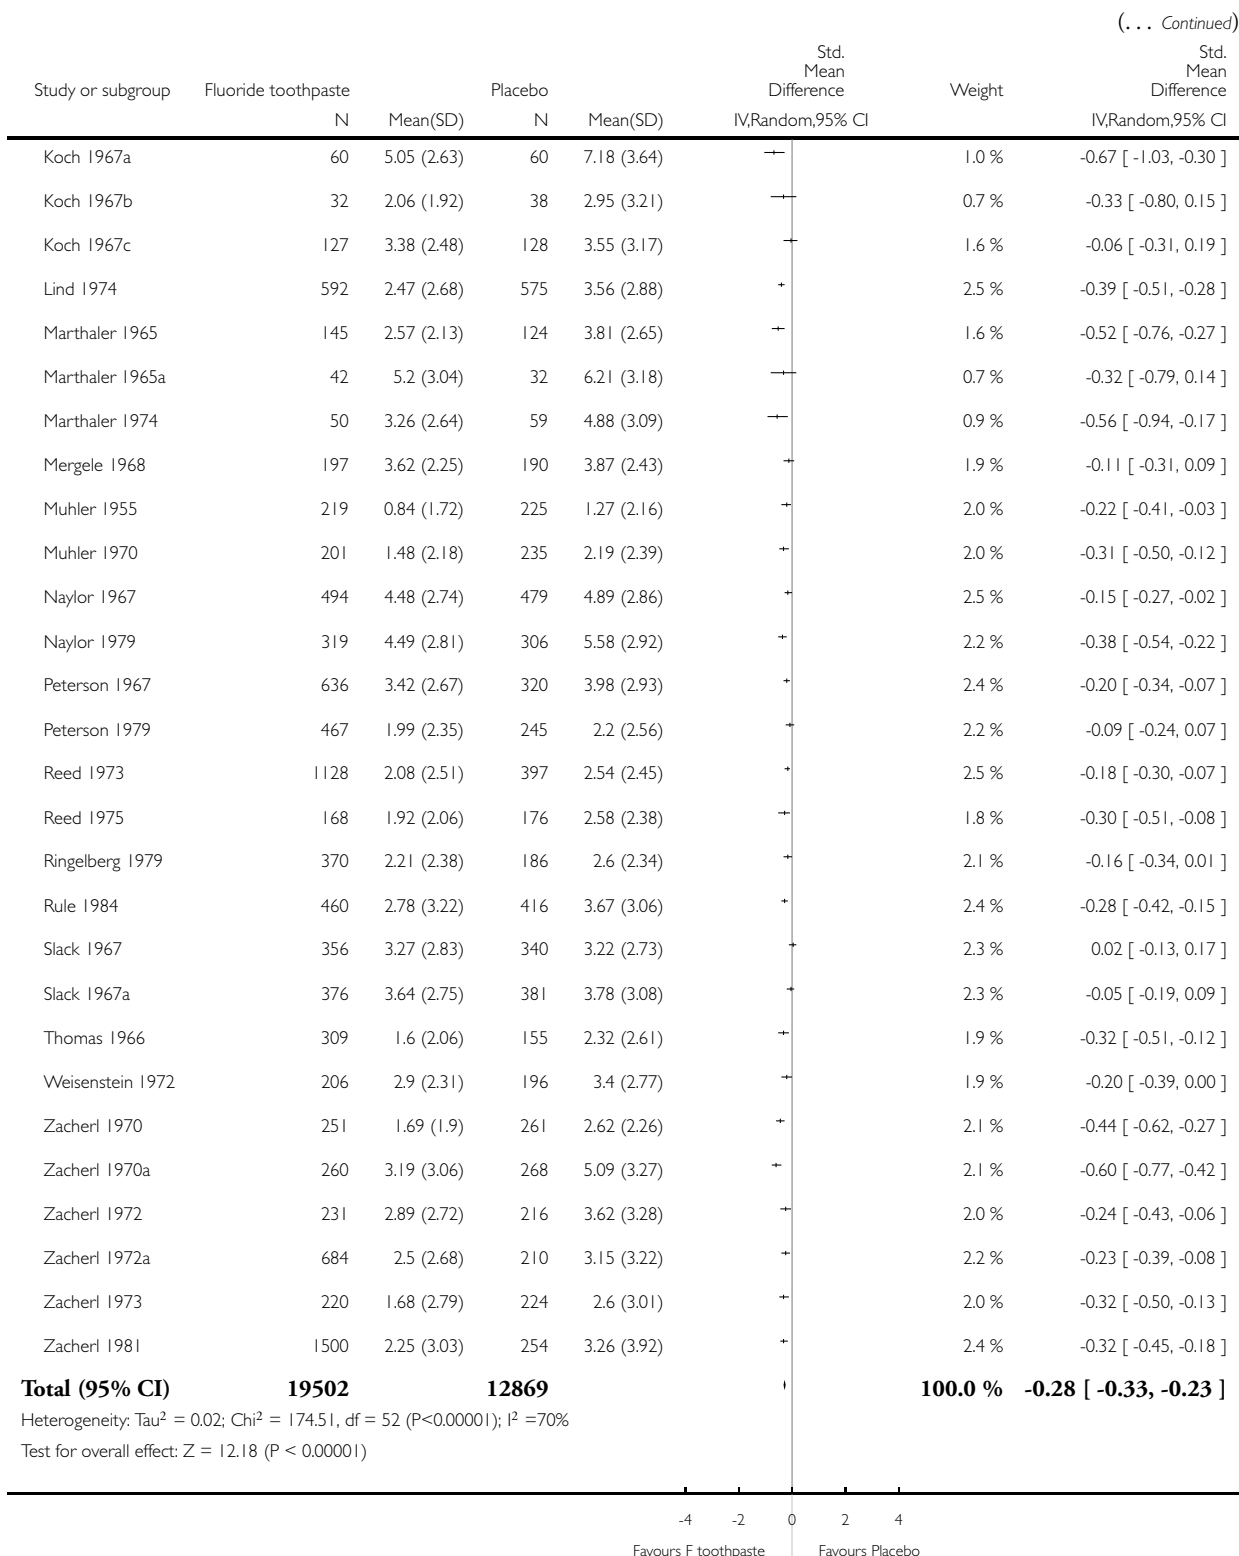 (... Continued)
Std. Mean Difference Std. Mean Difference
Study or subgroup Fluoride toothpaste Placebo Weight
N Mean(SD) N Mean(SD) IV,Random,95% CI IV,Random,95% CI
Koch 1967a 60 5.05 (2.63) 60 7.18 (3.64) 1.0 % -0.67 [ -1.03, -0.30 ]
Koch 1967b 32 2.06 (1.92) 38 2.95 (3.21) 0.7 % -0.33 [ -0.80, 0.15 ]
Koch 1967c 127 3.38 (2.48) 128 3.55 (3.17) 1.6 % -0.06 [ -0.31, 0.19 ]
Lind 1974 592 2.47 (2.68) 575 3.56 (2.88) 2.5 % -0.39 [ -0.51, -0.28 ]
Marthaler 1965 145 2.57 (2.13) 124 3.81 (2.65) 1.6 % -0.52 [ -0.76, -0.27 ]
Marthaler 1965a 42 5.2 (3.04) 32 6.21 (3.18) 0.7 % -0.32 [ -0.79, 0.14 ]
Marthaler 1974 50 3.26 (2.64) 59 4.88 (3.09) 0.9 % -0.56 [ -0.94, -0.17 ]
Mergele 1968 197 3.62 (2.25) 190 3.87 (2.43) 1.9 % -0.11 [ -0.31, 0.09 ]
Muhler 1955 219 0.84 (1.72) 225 1.27 (2.16) 2.0 % -0.22 [ -0.41, -0.03 ]
Muhler 1970 201 1.48 (2.18) 235 2.19 (2.39) 2.0 % -0.31 [ -0.50, -0.12 ]
Naylor 1967 494 4.48 (2.74) 479 4.89 (2.86) 2.5 % -0.15 [ -0.27, -0.02 ]
Naylor 1979 319 4.49 (2.81) 306 5.58 (2.92) 2.2 % -0.38 [ -0.54, -0.22 ]
Peterson 1967 636 3.42 (2.67) 320 3.98 (2.93) 2.4 % -0.20 [ -0.34, -0.07 ]
Peterson 1979 467 1.99 (2.35) 245 2.2 (2.56) 2.2 % -0.09 [ -0.24, 0.07 ]
Reed 1973 1128 2.08 (2.51) 397 2.54 (2.45) 2.5 % -0.18 [ -0.30, -0.07 ]
Reed 1975 168 1.92 (2.06) 176 2.58 (2.38) 1.8 % -0.30 [ -0.51, -0.08 ]
Ringelberg 1979 370 2.21 (2.38) 186 2.6 (2.34) 2.1 % -0.16 [ -0.34, 0.01 ]
Rule 1984 460 2.78 (3.22) 416 3.67 (3.06) 2.4 % -0.28 [ -0.42, -0.15 ]
Slack 1967 356 3.27 (2.83) 340 3.22 (2.73) 2.3 % 0.02 [ -0.13, 0.17 ]
Slack 1967a 376 3.64 (2.75) 381 3.78 (3.08) 2.3 % -0.05 [ -0.19, 0.09 ]
Thomas 1966 309 1.6 (2.06) 155 2.32 (2.61) 1.9 % -0.32 [ -0.51, -0.12 ]
Weisenstein 1972 206 2.9 (2.31) 196 3.4 (2.77) 1.9 % -0.20 [ -0.39, 0.00 ]
Zacherl 1970 251 1.69 (1.9) 261 2.62 (2.26) 2.1 % -0.44 [ -0.62, -0.27 ]
Zacherl 1970a 260 3.19 (3.06) 268 5.09 (3.27) 2.1 % -0.60 [ -0.77, -0.42 ]
Zacherl 1972 231 2.89 (2.72) 216 3.62 (3.28) 2.0 % -0.24 [ -0.43, -0.06 ]
Zacherl 1972a 684 2.5 (2.68) 210 3.15 (3.22) 2.2 % -0.23 [ -0.39, -0.08 ]
Zacherl 1973 220 1.68 (2.79) 224 2.6 (3.01) 2.0 % -0.32 [ -0.50, -0.13 ]
Zacherl 1981 1500 2.25 (3.03) 254 3.26 (3.92) 2.4 % -0.32 [ -0.45, -0.18 ]
Total (95% CI) 19502 12869 100.0 % -0.28 [ -0.33, -0.23 ]
Heterogeneity: Tau² = 0.02; Chi² = 174.51, df = 52 (P<0.00001); I² =70%
Test for overall effect: Z = 12.18 (P < 0.00001)
-4 -2 0 2 4
Favours F toothpaste Favours Placebo